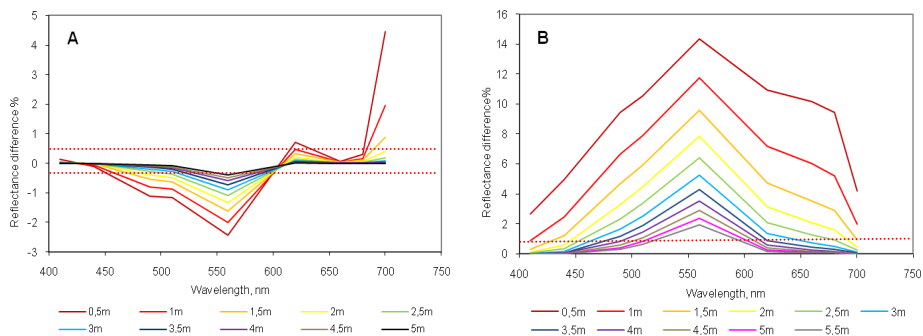 A
Reflectance difference %
5
4
3
2
1
0
-1
-2
-3
400 450 500 550 600 650 700 750
Wavelength, nm
0,5m 1m 1,5m 2m 2,5m
3m 3,5m 4m 4,5m 5m
B
Reflectance difference%
16
14
12
10
8
6
4
2
0
400 450 500 550 600 650 700 750
Wavelength, nm
0,5m 1m 1,5m 2m 2,5m 3m
3,5m 4m 4,5m 5m 5,5m